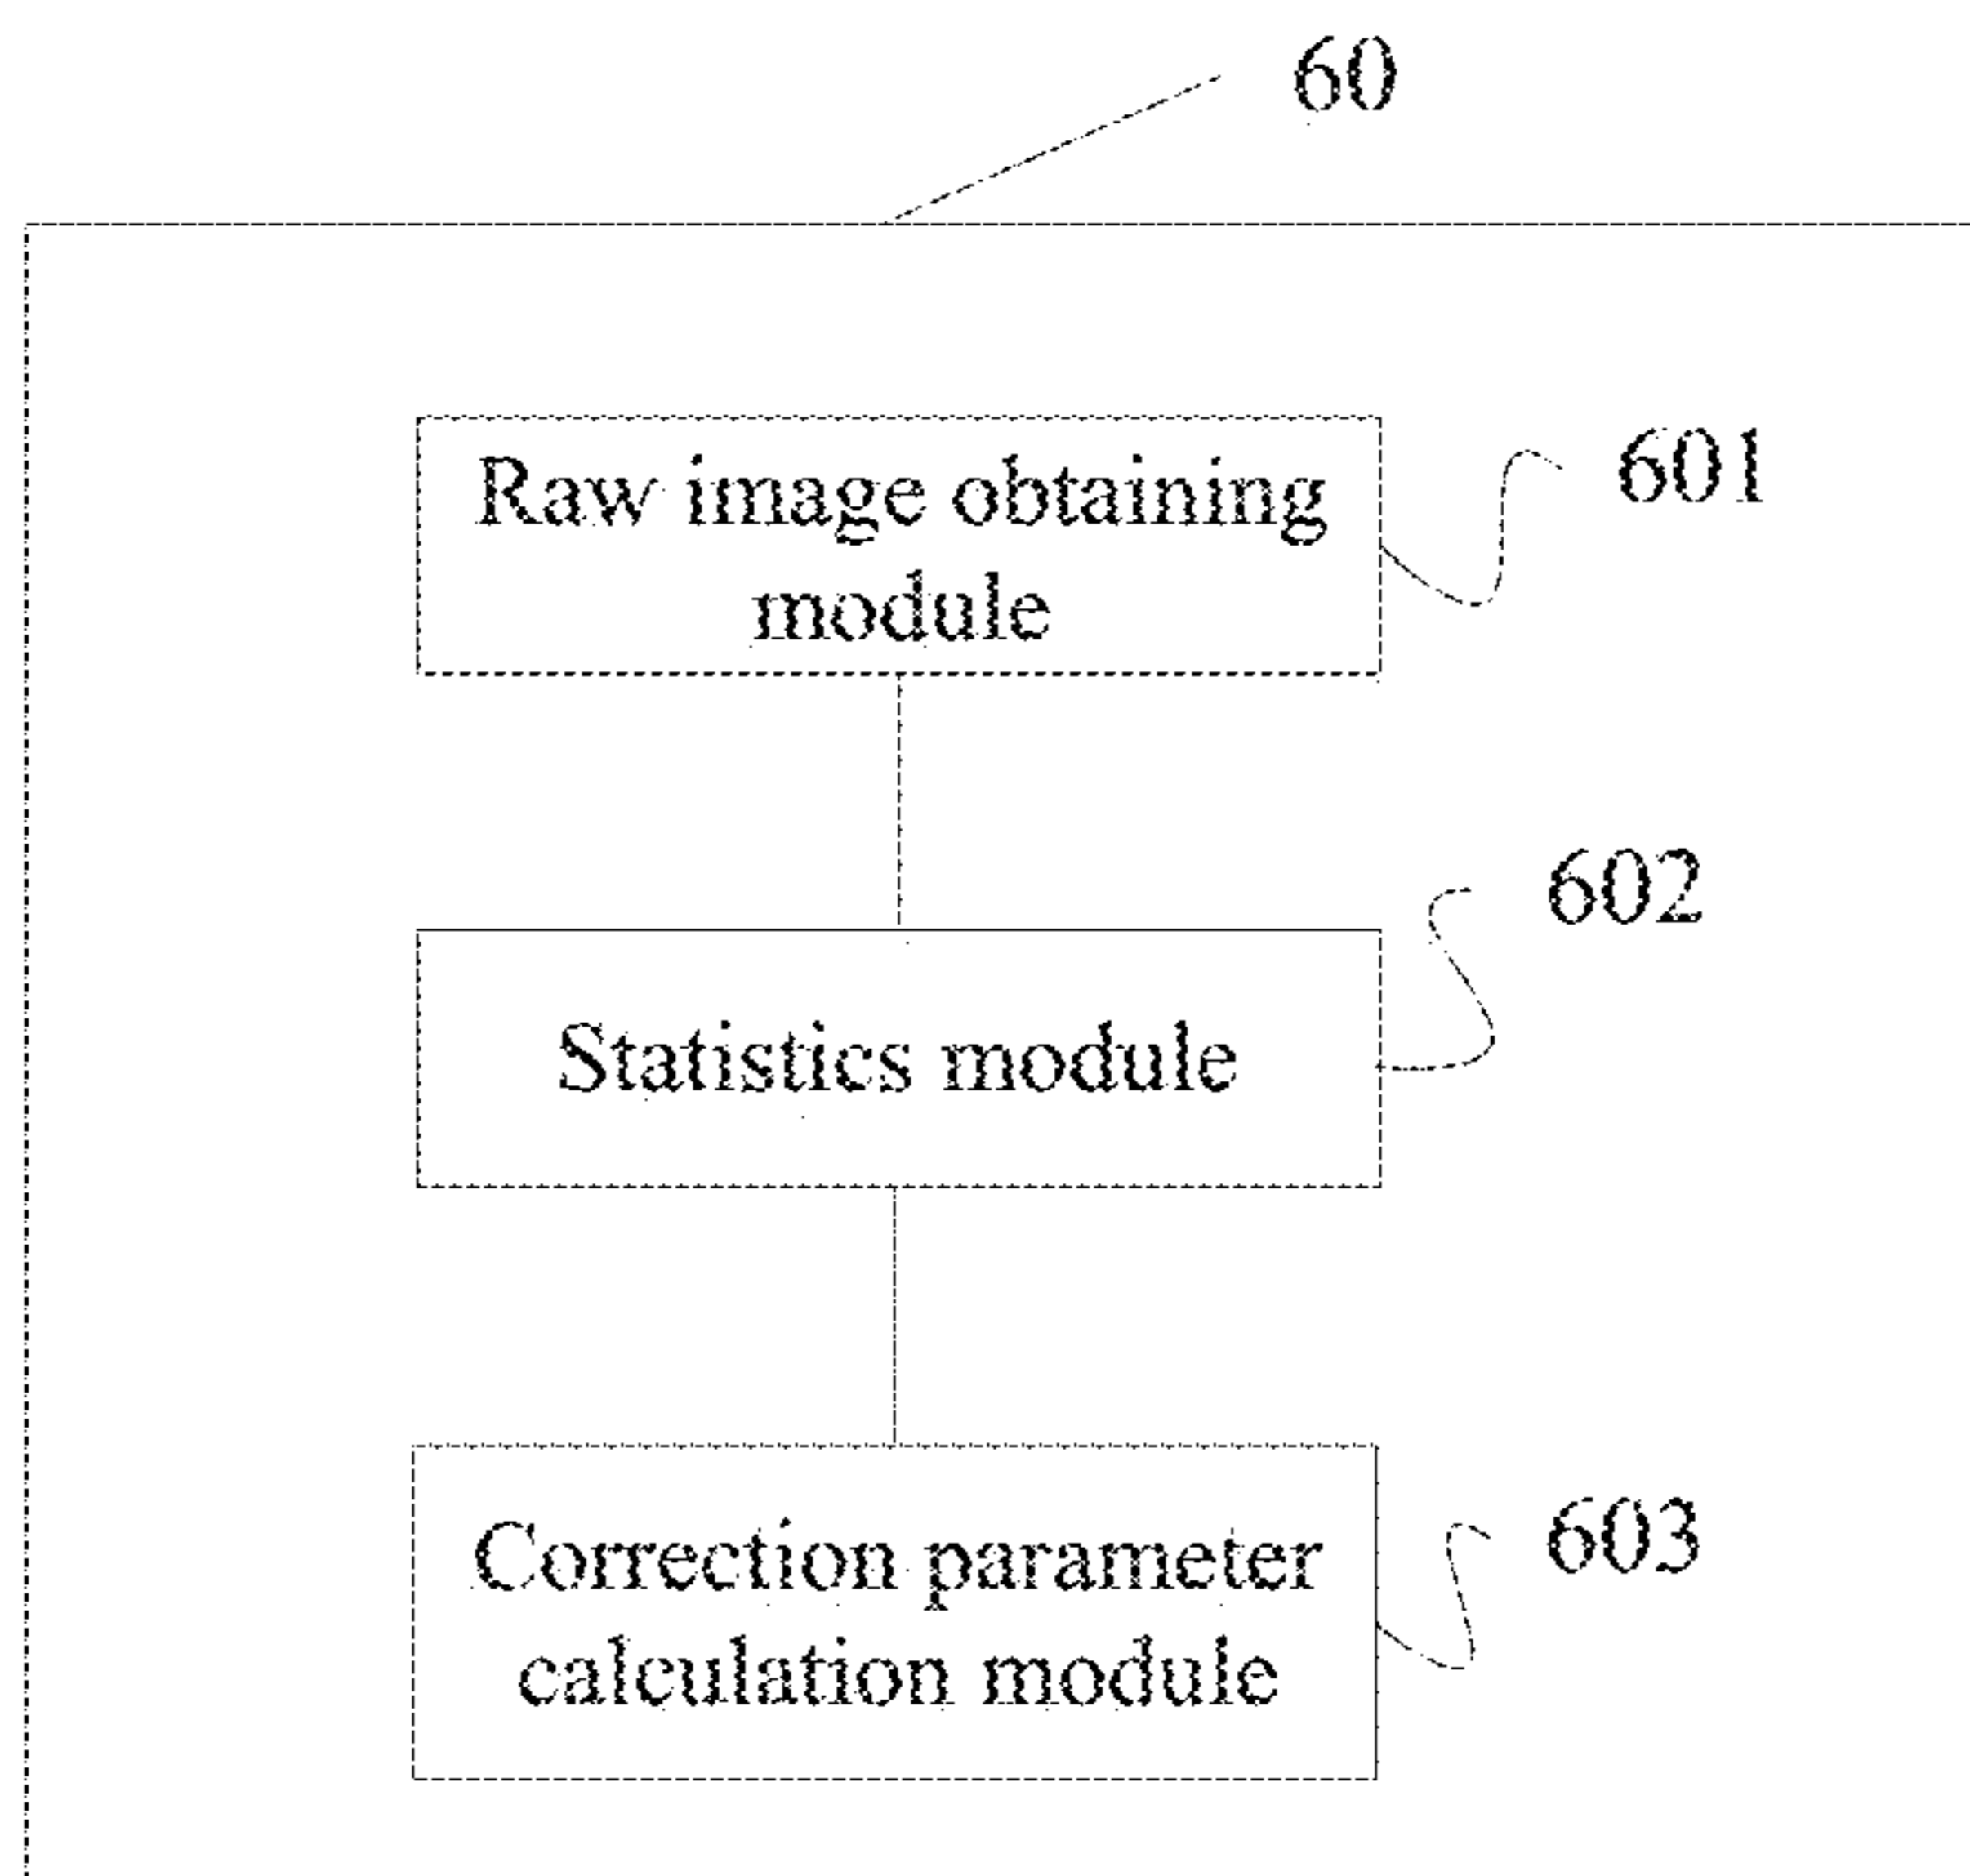 60
Raw image obtaining
module
601
602
Statistics module
603
Correction parameter
calculation module